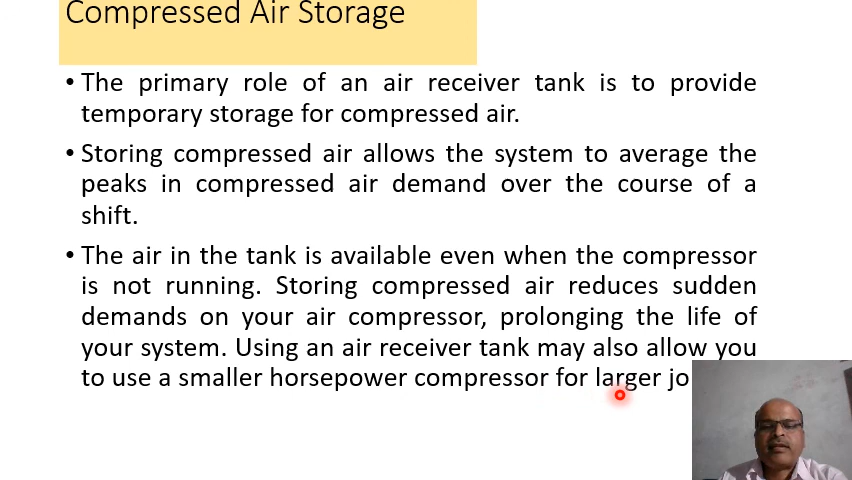 Compressed Air Storage
• The primary role of an air receiver tank is to provide
temporary storage for compressed air.
• Storing compressed air allows the system to average the
peaks in compressed air demand over the course of a
shift.
• The air in the tank is available even when the compressor
is not running. Storing compressed air reduces sudden
demands on your air compressor, prolonging the life of
your system. Using an air receiver tank may also allow you
to use a smaller horsepower compressor for larger